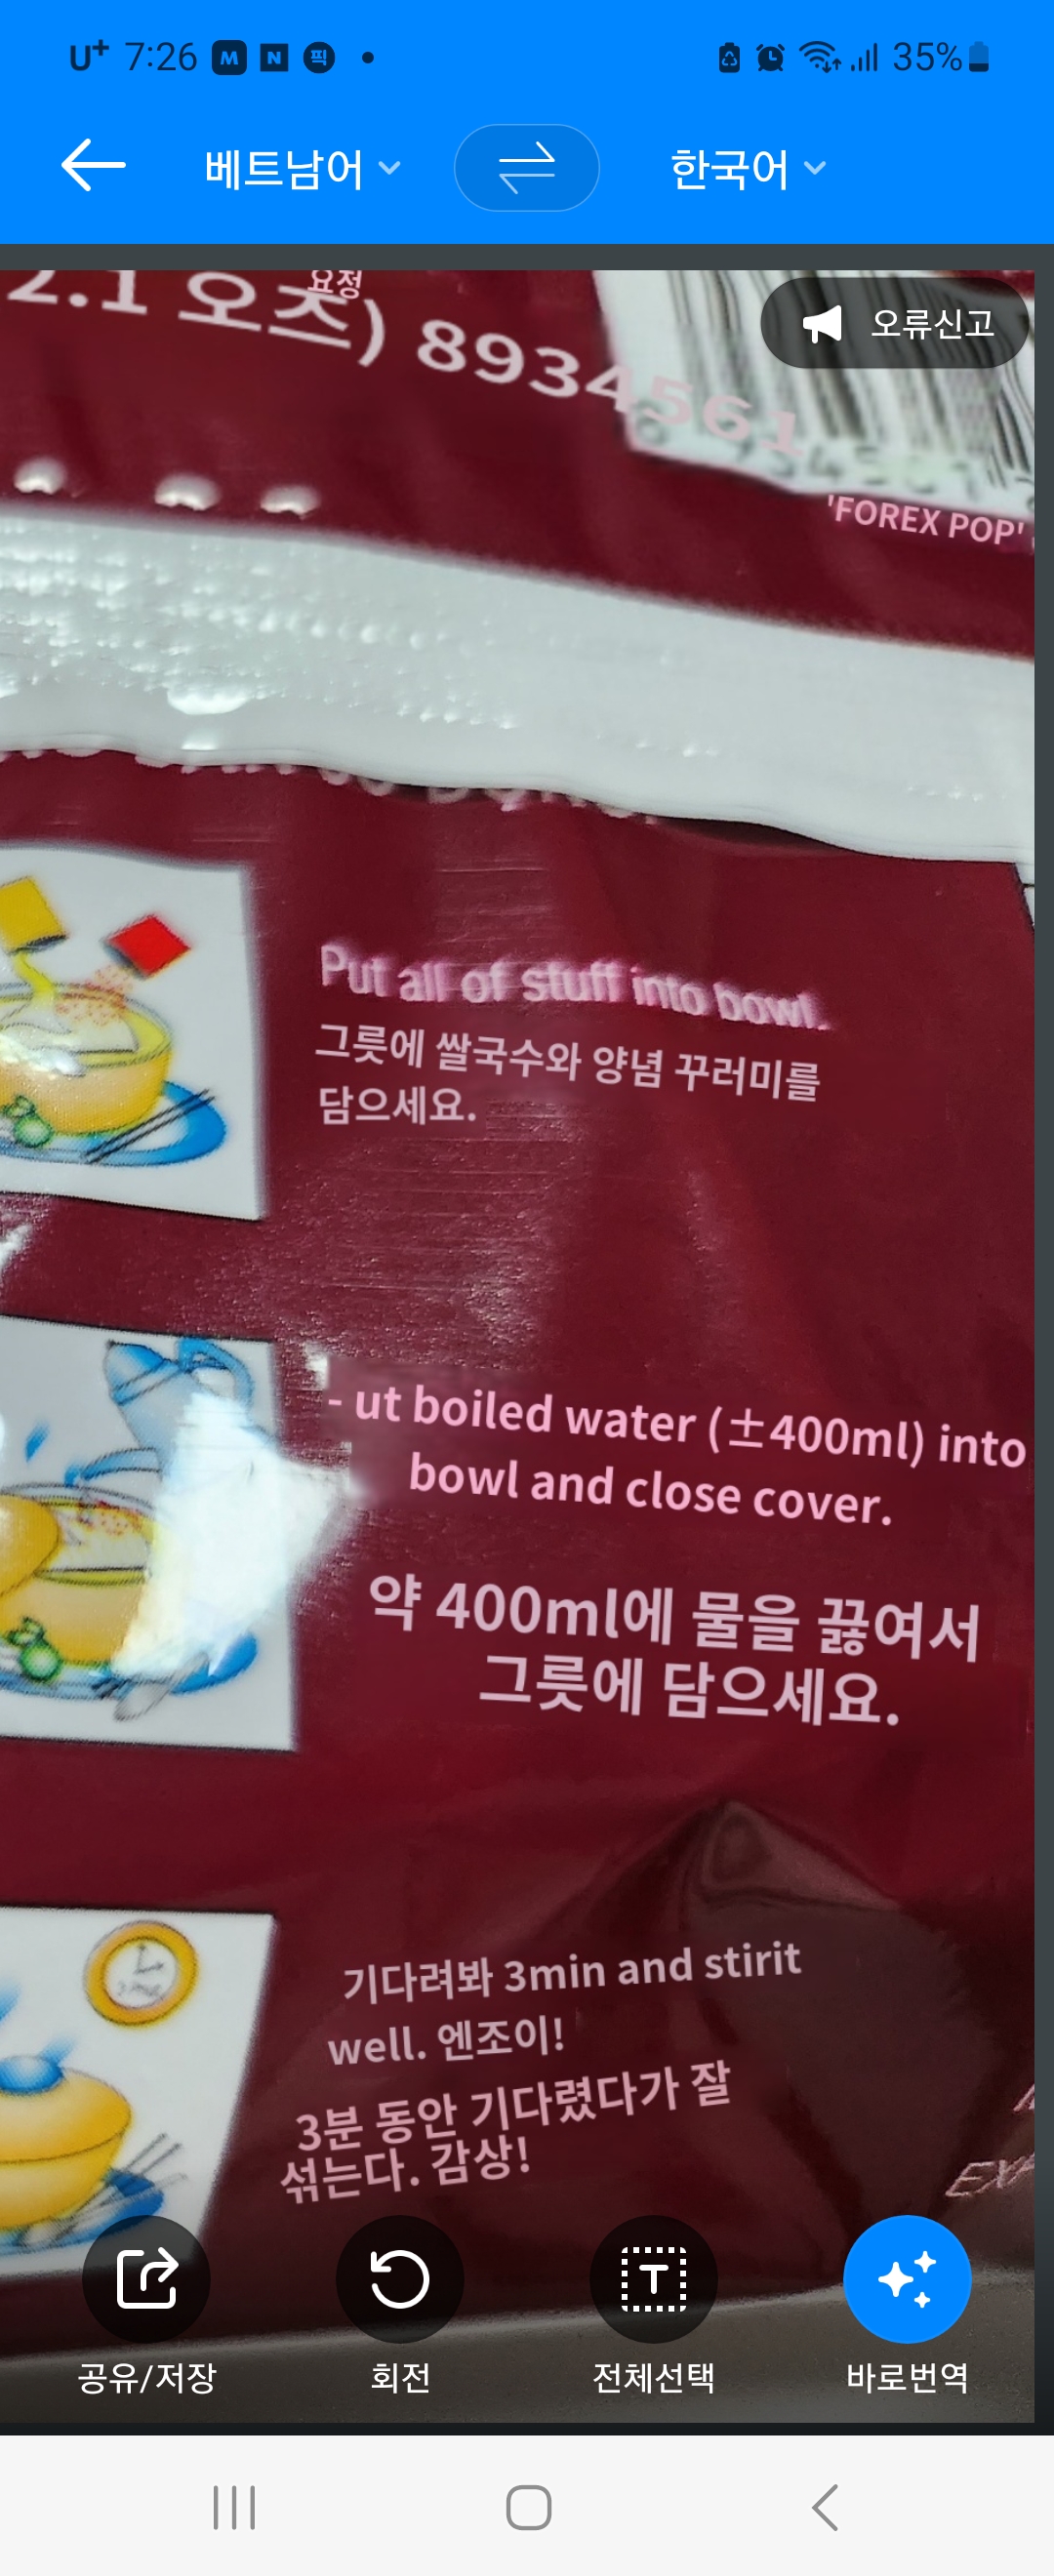 U+ 7:26 M N 픽 35%
베트남어 한국어
요정
2.1 오즈) 8934561
오류신고
'FOREX POP'
Put all of stuff into bowl.
그릇에 쌀국수와 양념 꾸러미를
담으세요.
- ut boiled water (±400ml) into
bowl and close cover.
약 400ml에 물을 끓여서
그릇에 담으세요.
기다려봐 3min and stirit
well. 엔조이!
3분 동안 기다렸다가 잘
섞는다. 감상!
공유/저장 회전 전체선택 바로번역